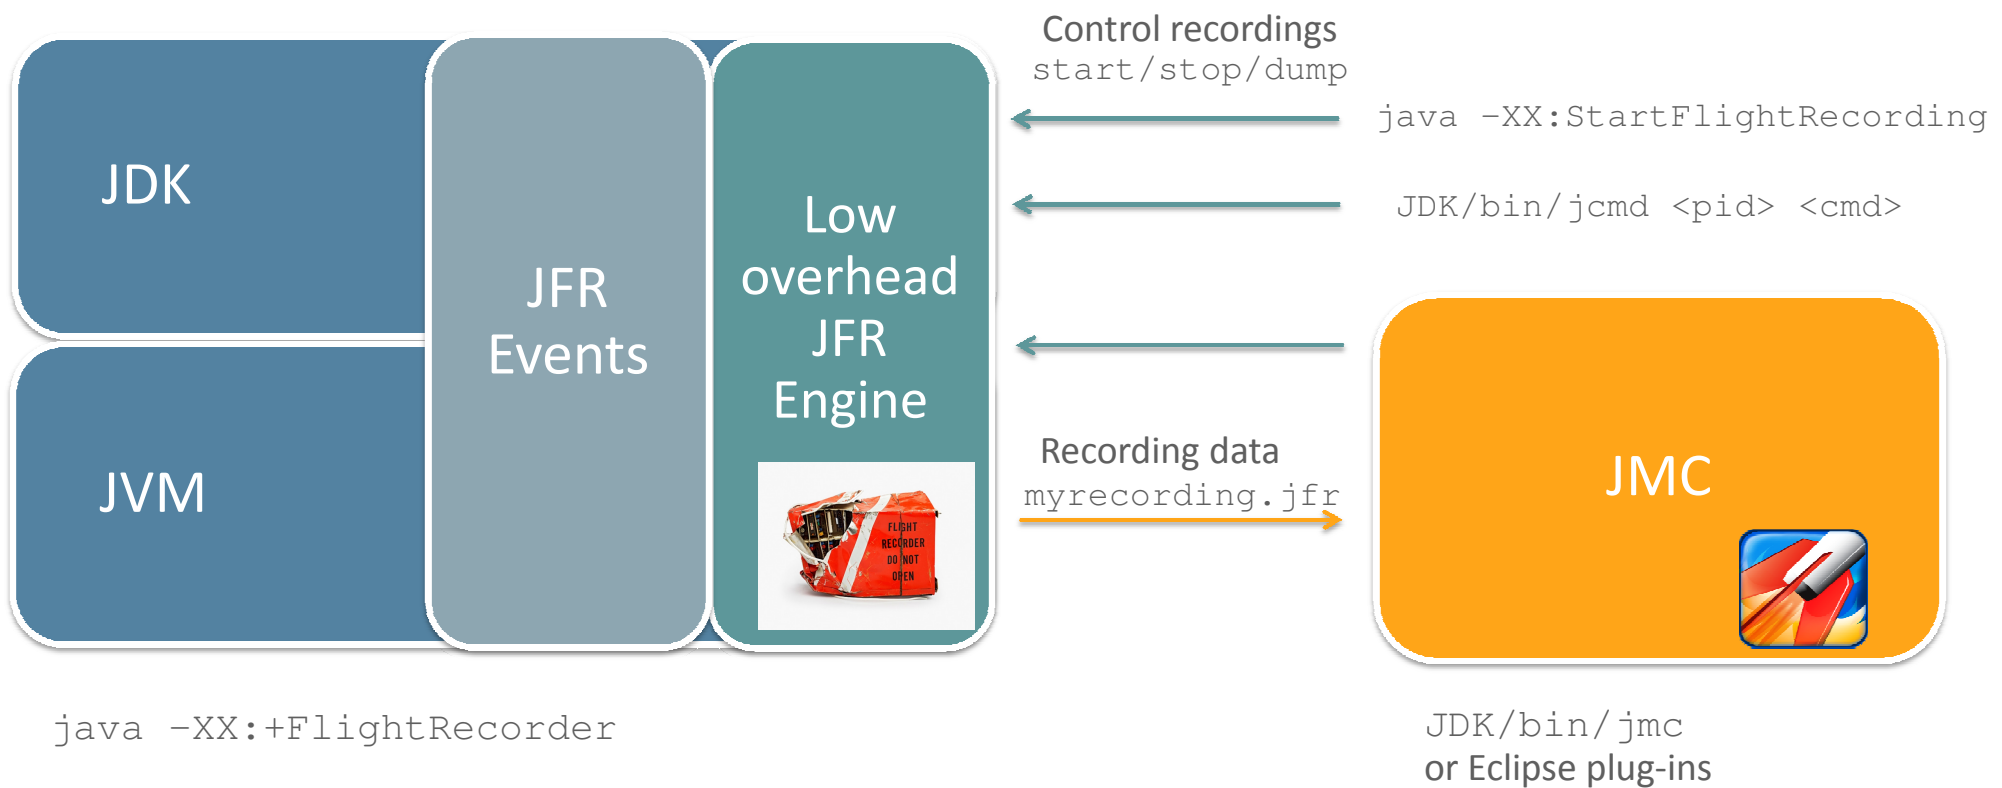 Control recordings
start/stop/dump
java –XX:StartFlightRecording
JDK
JDK/bin/jcmd <pid> <cmd>
Low
overhead
JFR
Engine
JFR
Events
Recording data
myrecording.jfr
JVM
JMC
FLIGHT
RECORDER
DO NOT
OPEN
java –XX:+FlightRecorder
JDK/bin/jmc
or Eclipse plug-ins